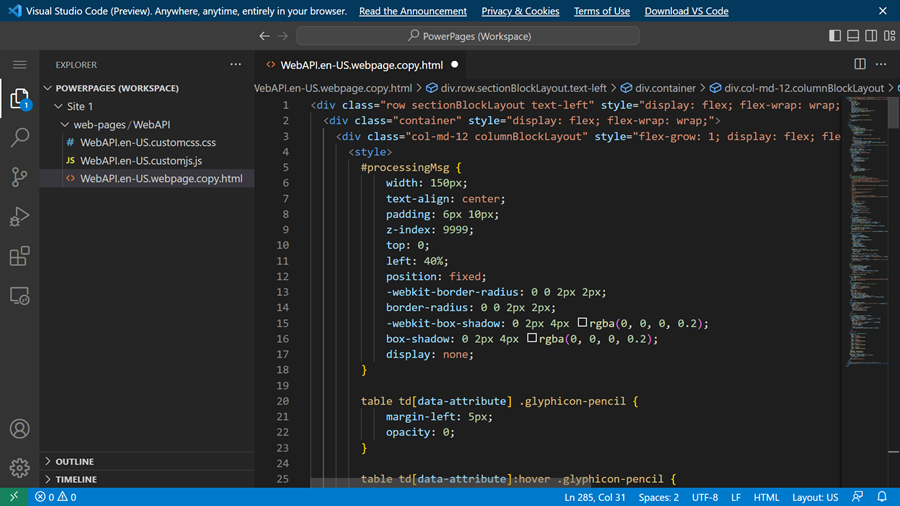 Visual Studio Code (Preview). Anywhere, anytime, entirely in your browser. Read the Announcement Privacy & Cookies Terms of Use Download VS Code
PowerPages (Workspace)
EXPLORER
POWERPAGES (WORKSPACE)
Site 1
web-pages / WebAPI
# WebAPI.en-US.customcss.css
JS WebAPI.en-US.customjs.js
<> WebAPI.en-US.webpage.copy.html
OUTLINE
TIMELINE
1
<> WebAPI.en-US.webpage.copy.html
WebAPI.en-US.webpage.copy.html > div.row.sectionBlockLayout.text-left > div.container > div.col-md-12.columnBlockLayout >
1 <div class="row sectionBlockLayout text-left" style="display: flex; flex-wrap: wrap;
2 <div class="container" style="display: flex; flex-wrap: wrap;">
3 <div class="col-md-12 columnBlockLayout" style="flex-grow: 1; display: flex; fle
4 <style>
5 #processingMsg {
6 width: 150px;
7 text-align: center;
8 padding: 6px 10px;
9 z-index: 9999;
10 top: 0;
11 left: 40%;
12 position: fixed;
13 -webkit-border-radius: 0 0 2px 2px;
14 border-radius: 0 0 2px 2px;
15 -webkit-box-shadow: 0 2px 4px rgba(0, 0, 0, 0.2);
16 box-shadow: 0 2px 4px rgba(0, 0, 0, 0.2);
17 display: none;
18 }
19
20 table td[data-attribute] .glyphicon-pencil {
21 margin-left: 5px;
22 opacity: 0;
23 }
24
25 table td[data-attribute]:hover .glyphicon-pencil {
0 0 Ln 285, Col 31 Spaces: 2 UTF-8 LF HTML Layout: US